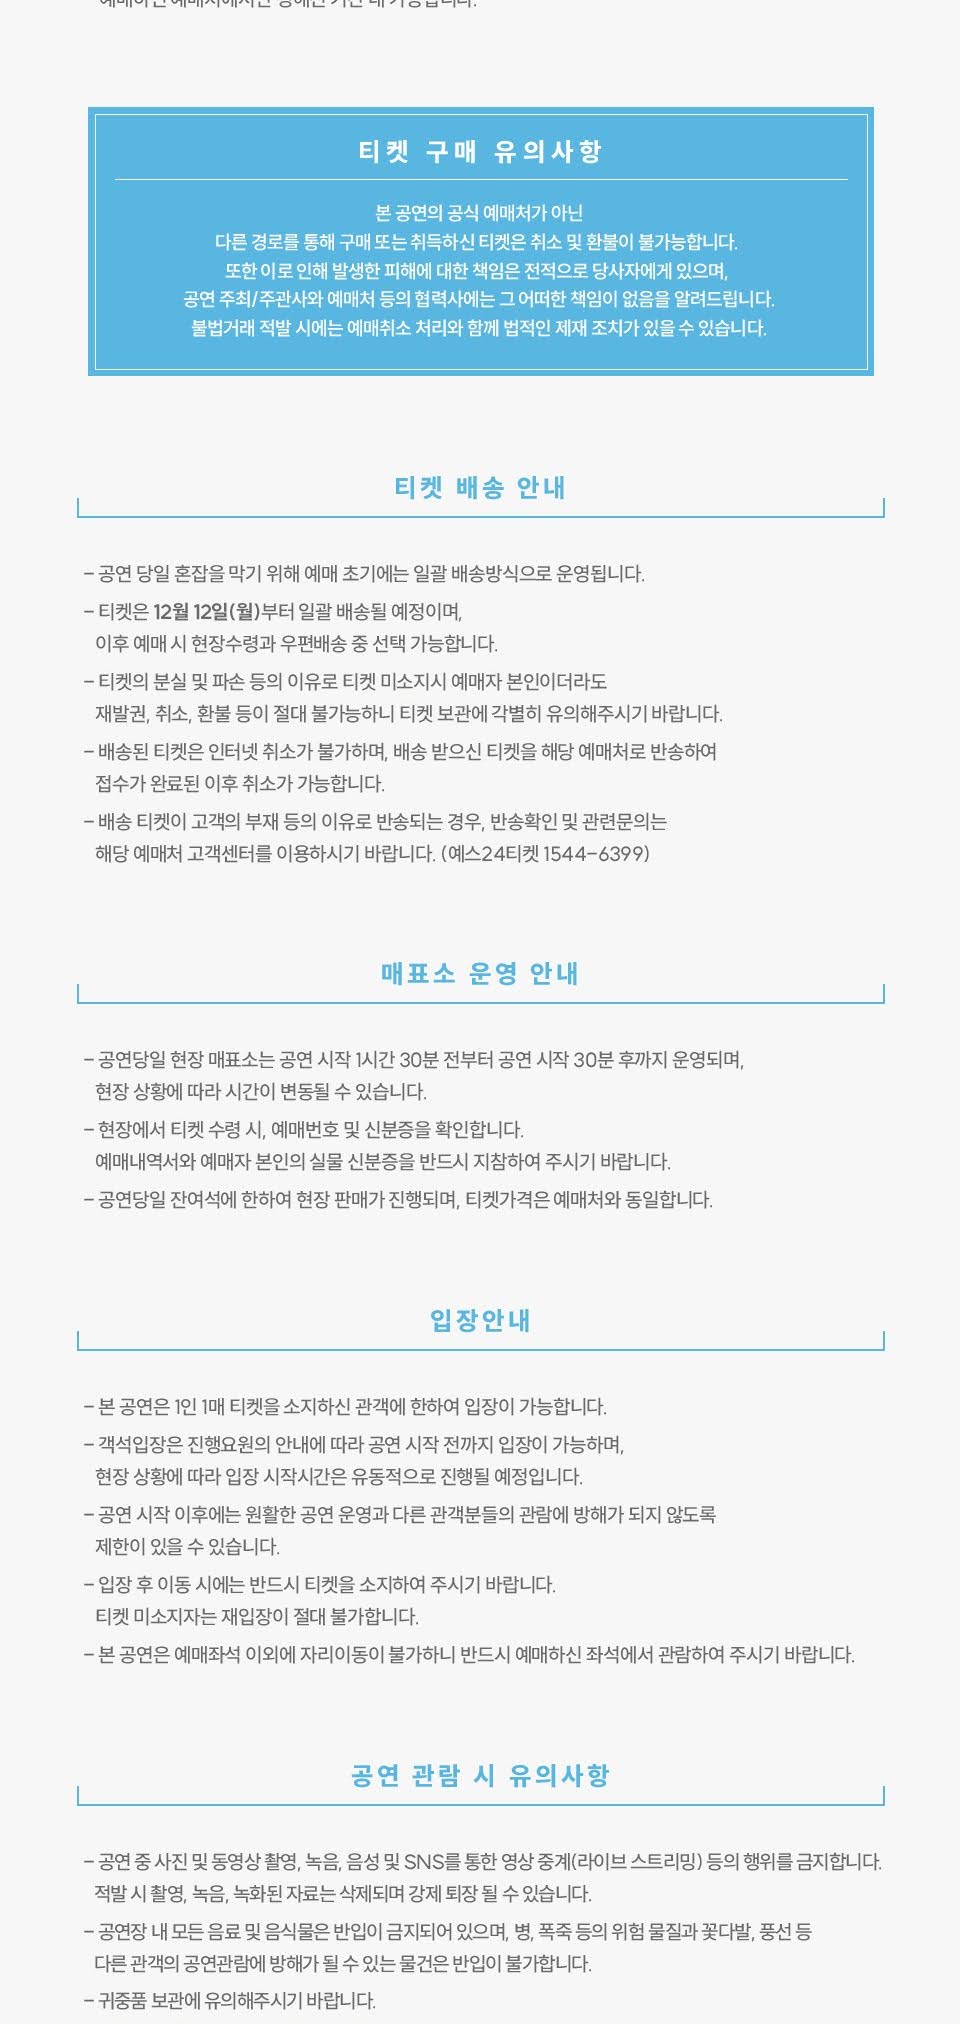 티켓 구매 유의사항
본 공연의 공식 예매처가 아닌
다른 경로를 통해 구매 또는 취득하신 티켓은 취소 및 환불이 불가능합니다.
또한 이로 인해 발생한 피해에 대한 책임은 전적으로 당사자에게 있으며,
공연 주최/주관사와 예매처 등의 협력사에는 그 어떠한 책임이 없음을 알려드립니다.
불법거래 적발 시에는 예매취소 처리와 함께 법적인 제재 조치가 있을 수 있습니다.
티켓 배송 안내
- 공연 당일 혼잡을 막기 위해 예매 초기에는 일괄 배송방식으로 운영됩니다.
- 티켓은 12월 12일(월)부터 일괄 배송될 예정이며,
이후 예매 시 현장수령과 우편배송 중 선택 가능합니다.
- 티켓의 분실 및 파손 등의 이유로 티켓 미소지시 예매자 본인이더라도
재발권, 취소, 환불 등이 절대 불가능하니 티켓 보관에 각별히 유의해주시기 바랍니다.
- 배송된 티켓은 인터넷 취소가 불가하며, 배송 받으신 티켓을 해당 예매처로 반송하여
접수가 완료된 이후 취소가 가능합니다.
- 배송 티켓이 고객의 부재 등의 이유로 반송되는 경우, 반송확인 및 관련문의는
해당 예매처 고객센터를 이용하시기 바랍니다. (예스24티켓 1544-6399)
매표소 운영 안내
- 공연당일 현장 매표소는 공연 시작 1시간 30분 전부터 공연 시작 30분 후까지 운영되며,
현장 상황에 따라 시간이 변동될 수 있습니다.
- 현장에서 티켓 수령 시, 예매번호 및 신분증을 확인합니다.
예매내역서와 예매자 본인의 실물 신분증을 반드시 지참하여 주시기 바랍니다.
- 공연당일 잔여석에 한하여 현장 판매가 진행되며, 티켓가격은 예매처와 동일합니다.
입장안내
- 본 공연은 1인 1매 티켓을 소지하신 관객에 한하여 입장이 가능합니다.
- 객석입장은 진행요원의 안내에 따라 공연 시작 전까지 입장이 가능하며,
현장 상황에 따라 입장 시작시간은 유동적으로 진행될 예정입니다.
- 공연 시작 이후에는 원활한 공연 운영과 다른 관객분들의 관람에 방해가 되지 않도록
제한이 있을 수 있습니다.
- 입장 후 이동 시에는 반드시 티켓을 소지하여 주시기 바랍니다.
티켓 미소지자는 재입장이 절대 불가합니다.
- 본 공연은 예매좌석 이외에 자리이동이 불가하니 반드시 예매하신 좌석에서 관람하여 주시기 바랍니다.
공연 관람 시 유의사항
- 공연 중 사진 및 동영상 촬영, 녹음, 음성 및 SNS를 통한 영상 중계(라이브 스트리밍) 등의 행위를 금지합니다.
적발 시 촬영, 녹음, 녹화된 자료는 삭제되며 강제 퇴장 될 수 있습니다.
- 공연장 내 모든 음료 및 음식물은 반입이 금지되어 있으며, 병, 폭죽 등의 위험 물질과 꽃다발, 풍선 등
다른 관객의 공연관람에 방해가 될 수 있는 물건은 반입이 불가합니다.
- 귀중품 보관에 유의해주시기 바랍니다.